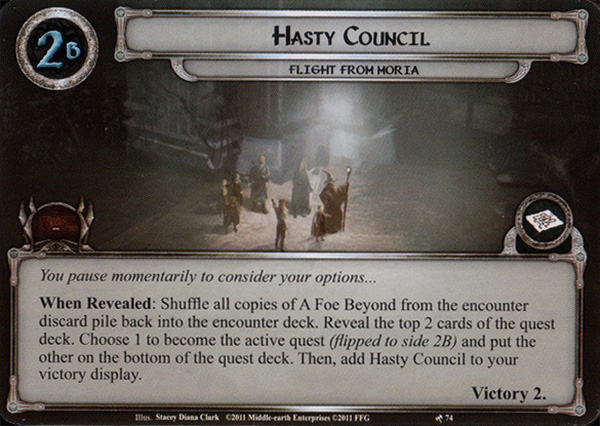 2B
HASTY COUNCIL
FLIGHT FROM MORIA
-
You pause momentarily to consider your options...
When Revealed: Shuffle all copies of A Foe Beyond from the encounter
discard pile back into the encounter deck. Reveal the top 2 cards of the quest
deck. Choose 1 to become the active quest (flipped to side 2B) and put the
other on the bottom of the quest deck. Then, add Hasty Council to your
victory display.
Victory 2.
Illus. Stacey Diana Clark ©2011 Middle-earth Enterprises ©2011 FFG 74